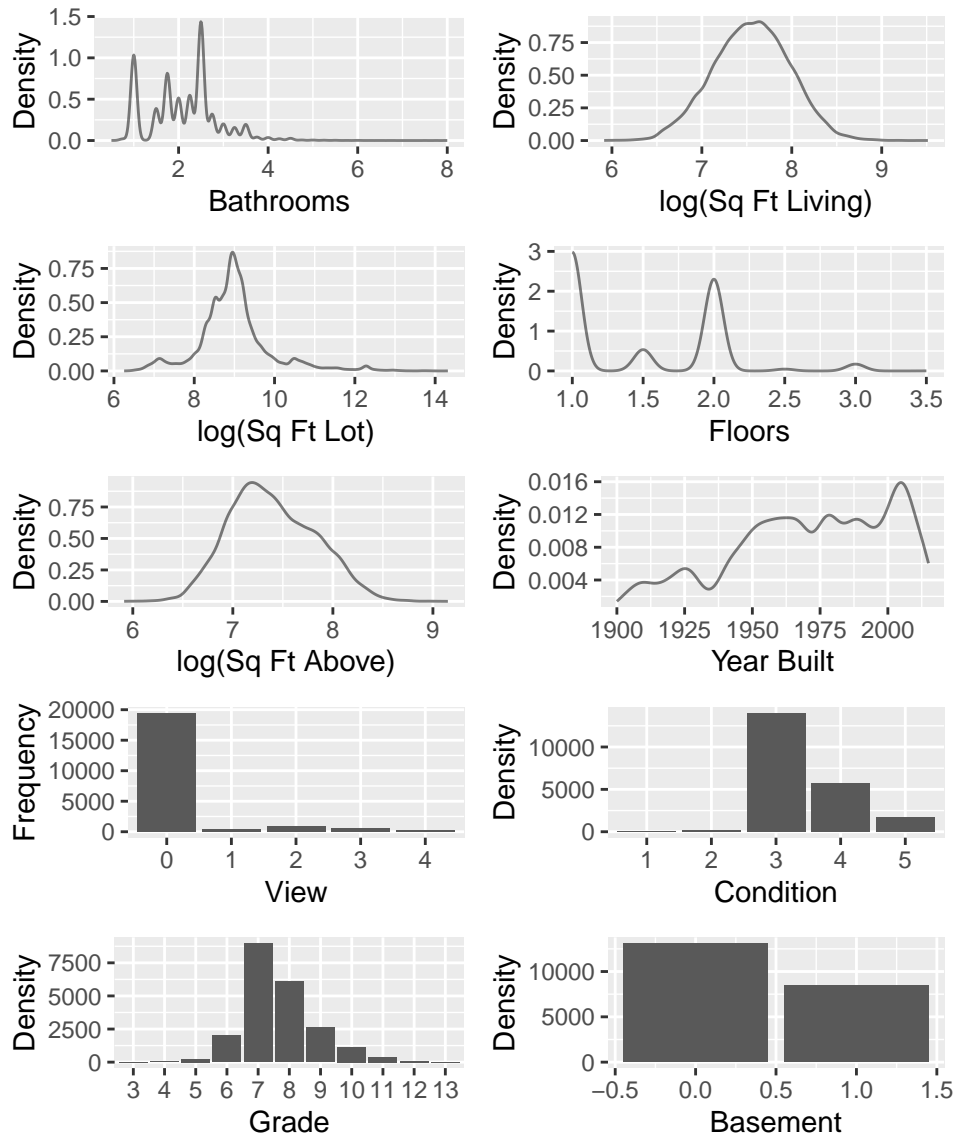 Density
1.5
1.0
0.5
0.0
2 4 6 8
Bathrooms
Density
0.75
0.50
0.25
0.00
6 7 8 9
log(Sq Ft Living)
Density
0.75
0.50
0.25
0.00
6 8 10 12 14
log(Sq Ft Lot)
Density
3
2
1
0
1.0 1.5 2.0 2.5 3.0 3.5
Floors
Density
0.75
0.50
0.25
0.00
6 7 8 9
log(Sq Ft Above)
Density
0.016
0.012
0.008
0.004
1900 1925 1950 1975 2000
Year Built
Frequency
20000
15000
10000
5000
0
0 1 2 3 4
View
Density
10000
5000
0
1 2 3 4 5
Condition
Density
7500
5000
2500
0
3 4 5 6 7 8 9 10 11 12 13
Grade
Density
10000
5000
0
−0.5 0.0 0.5 1.0 1.5
Basement